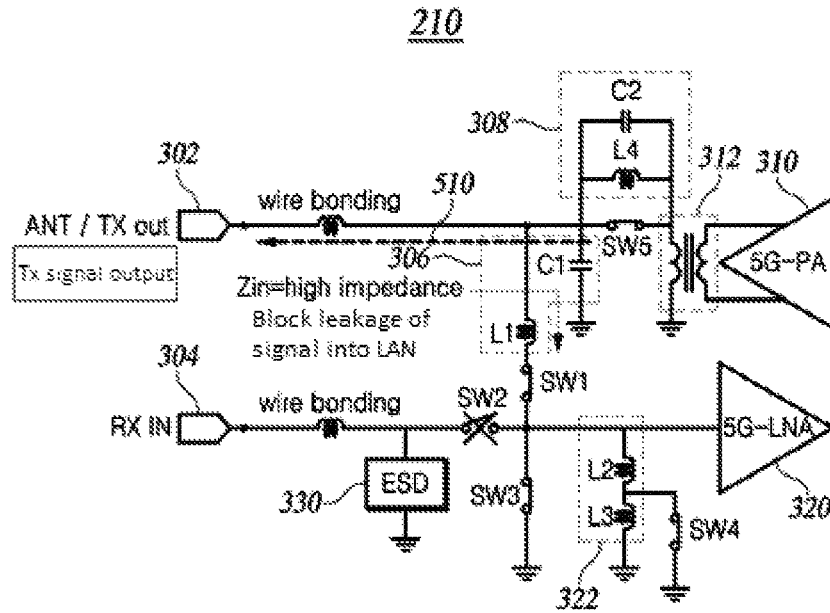 210
308
C2
L4
312
310
302
wire bonding
510
ANT / TX out
306
C1
SW5
5G-PA
Tx signal output
Zin=high impedance
Block leakage of
signal into LAN
L1
304
SW1
wire bonding
SW2
RX IN
5G-LNA
ESD
330
SW3
L2
L3
SW4
320
322